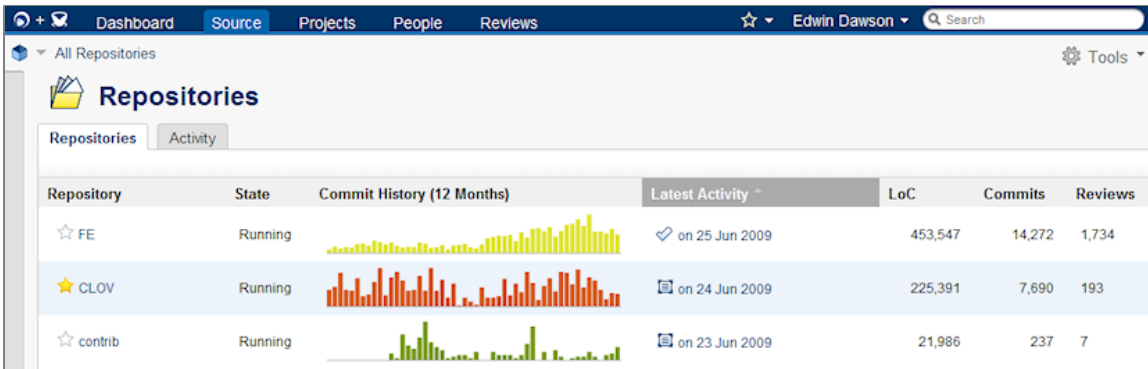 Dashboard Source Projects People Reviews Edwin Dawson Search
All Repositories Tools
Repositories
Repositories Activity
Repository State Commit History (12 Months) Latest Activity LoC Commits Reviews
FE Running on 25 Jun 2009 453,547 14,272 1,734
CLOV Running on 24 Jun 2009 225,391 7,690 193
contrib Running on 23 Jun 2009 21,986 237 7